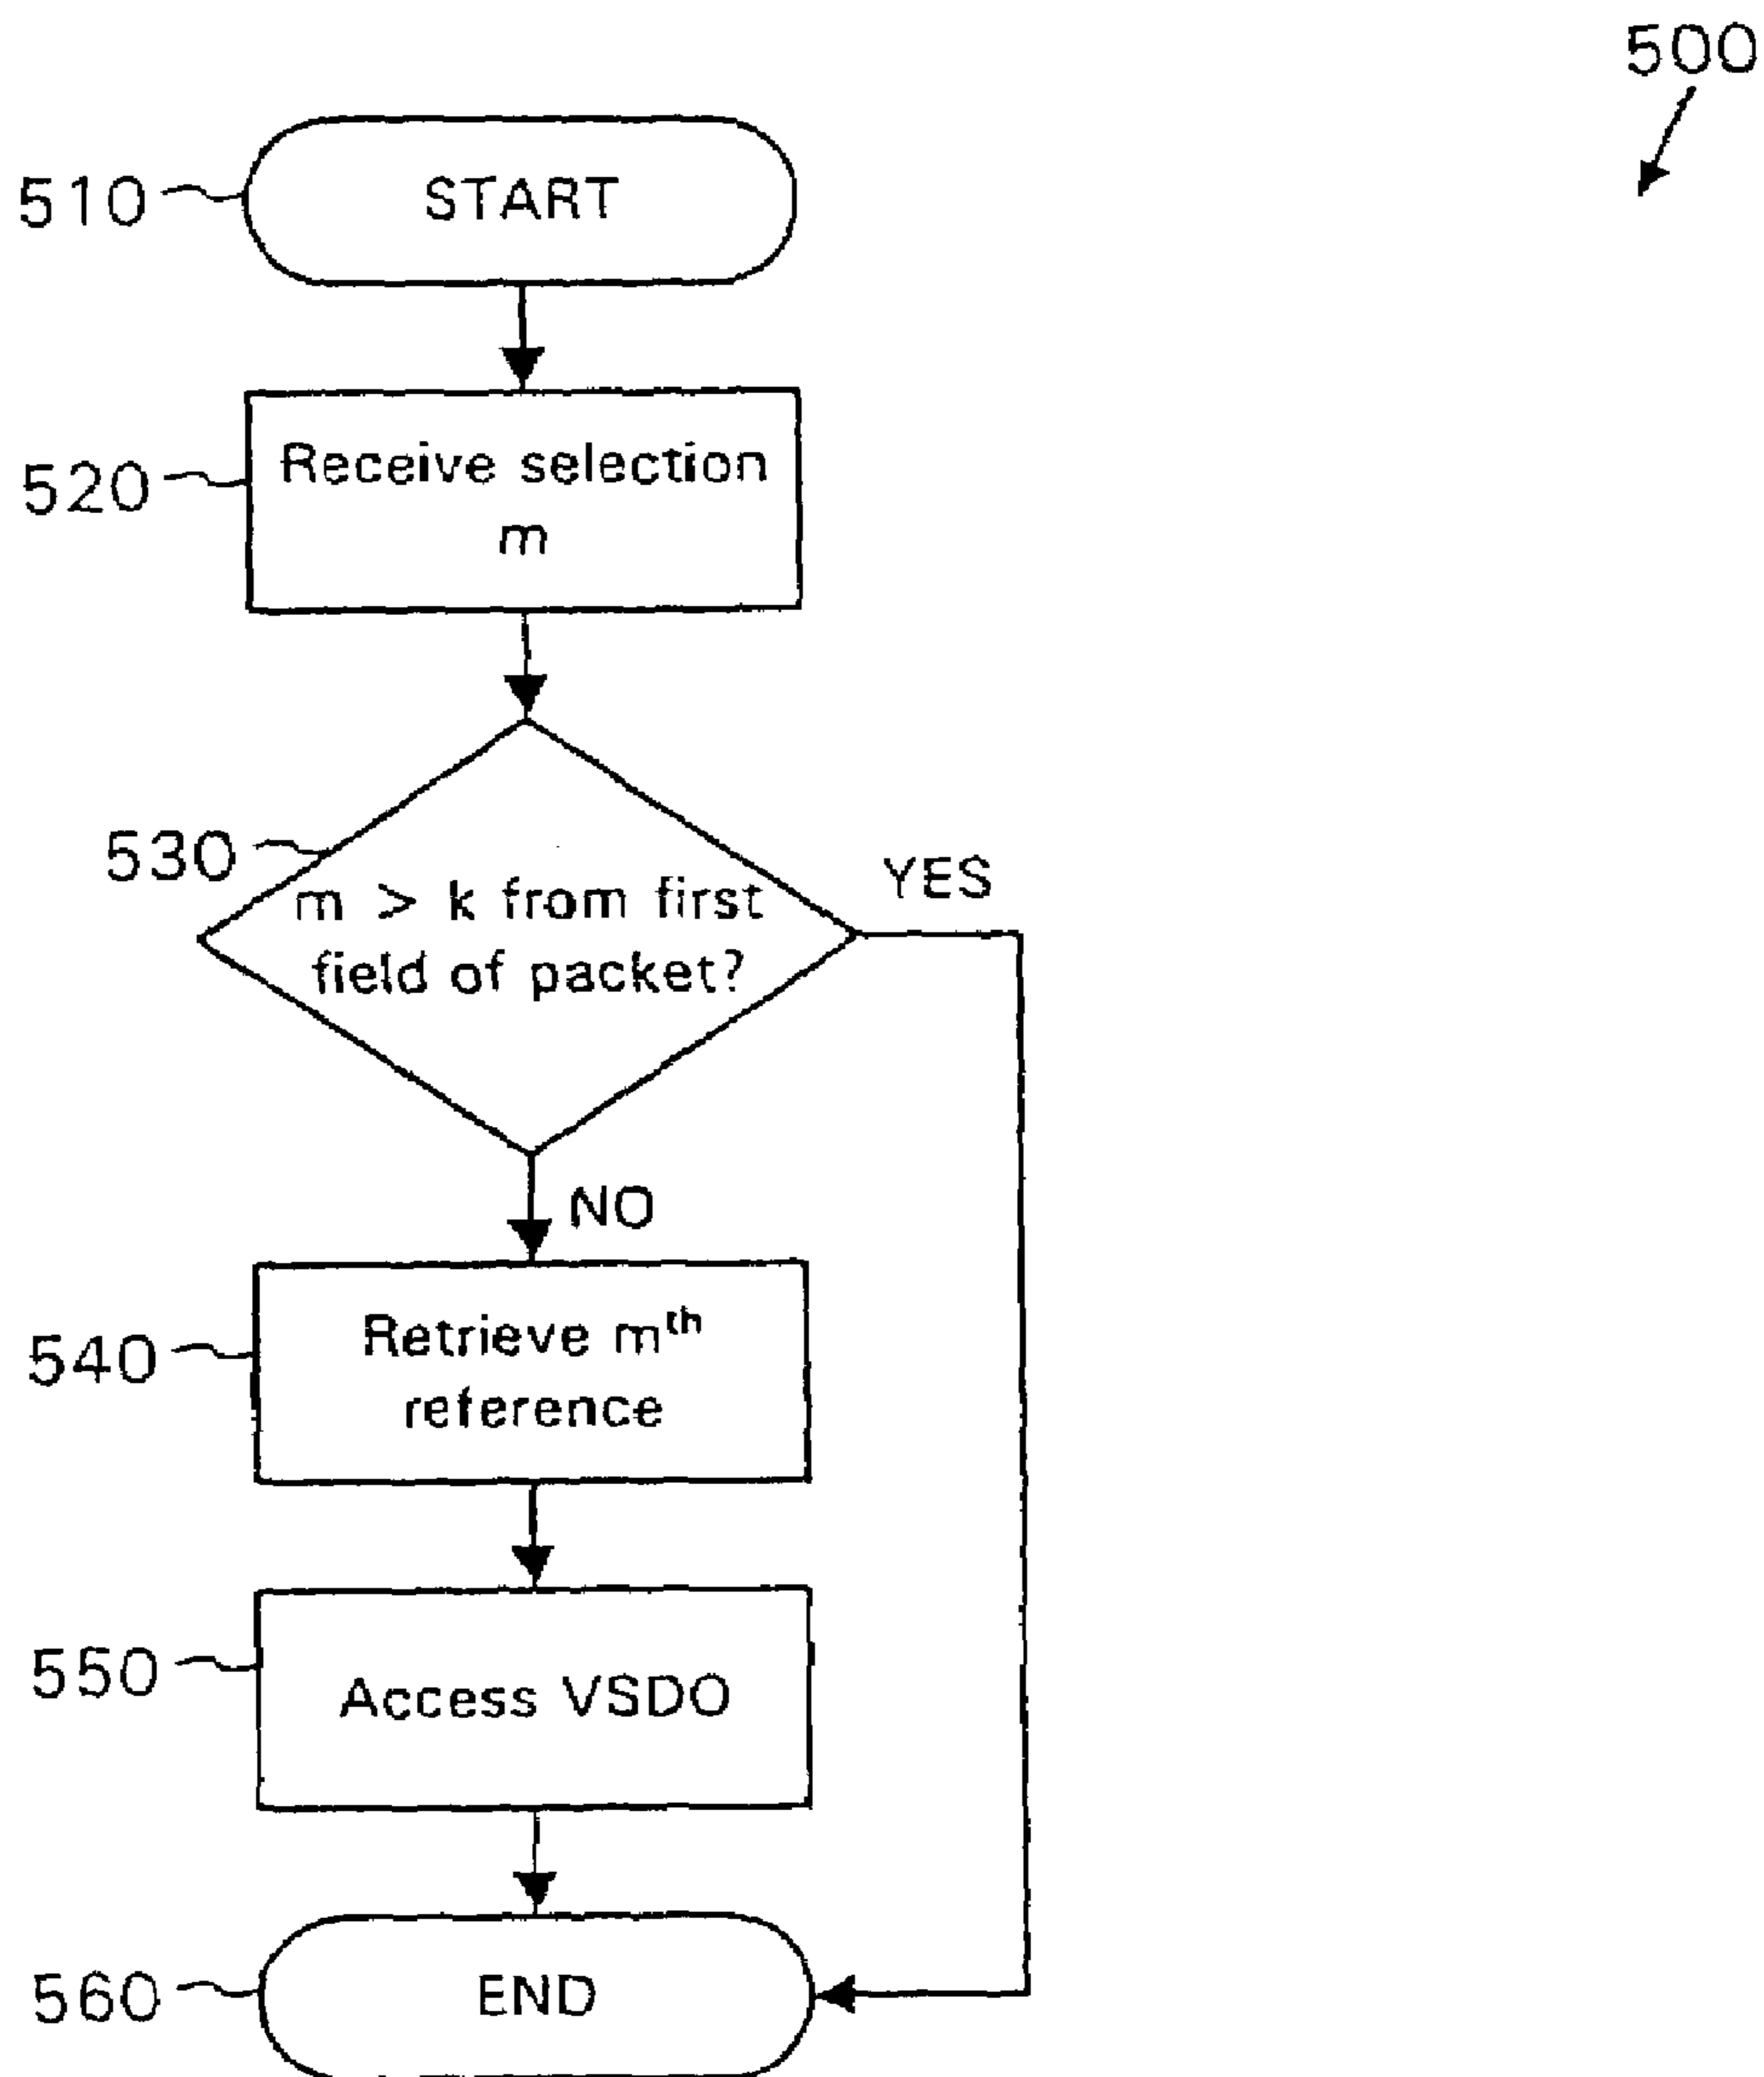 500
510
START
520
Receive selection
m
530
m > k from first
field of packet?
YES
NO
540
Retrieve mth
reference
550
Access VSDO
560
END